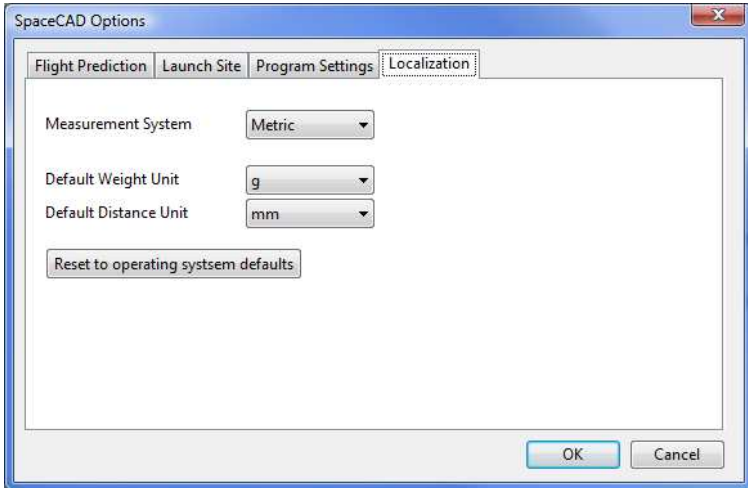 SpaceCAD Options
Flight Prediction Launch Site Program Settings Localization
Measurement System Metric
Default Weight Unit g
Default Distance Unit mm
Reset to operating systsem defaults
OK Cancel